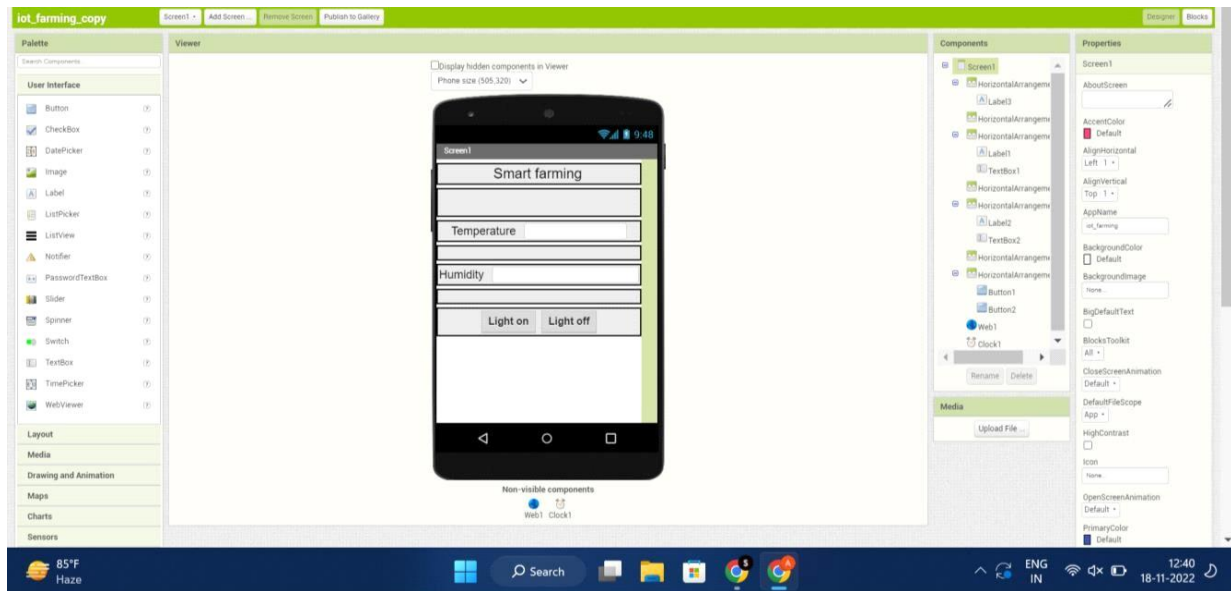 iot_farming_copy
Screen1
Add Screen ...
Remove Screen
Publish to Gallery
Designer
Blocks
Palette
Search Components...
User Interface
Button
CheckBox
DatePicker
Image
Label
ListPicker
ListView
Notifier
PasswordTextBox
Slider
Spinner
Switch
TextBox
TimePicker
WebViewer
Layout
Media
Drawing and Animation
Maps
Charts
Sensors
Viewer
Display hidden components in Viewer
Phone size (505,320)
9:48
Screen1
Smart farming
Temperature
Humidity
Light on
Light off
Non-visible components
Web1
Clock1
Components
Screen1
HorizontalArrangeme
Label3
HorizontalArrangeme
HorizontalArrangeme
Label1
TextBox1
HorizontalArrangeme
HorizontalArrangeme
Label2
TextBox2
HorizontalArrangeme
HorizontalArrangeme
Button1
Button2
Web1
Clock1
Rename
Delete
Media
Upload File ...
Properties
Screen1
AboutScreen
AccentColor
Default
AlignHorizontal
Left : 1
AlignVertical
Top : 1
AppName
iot_farming
BackgroundColor
Default
BackgroundImage
None...
BigDefaultText
BlocksToolkit
All
CloseScreenAnimation
Default
DefaultFileScope
App
HighContrast
Icon
None...
OpenScreenAnimation
Default
PrimaryColor
Default
85°F
Haze
Search
ENG
IN
12:40
18-11-2022